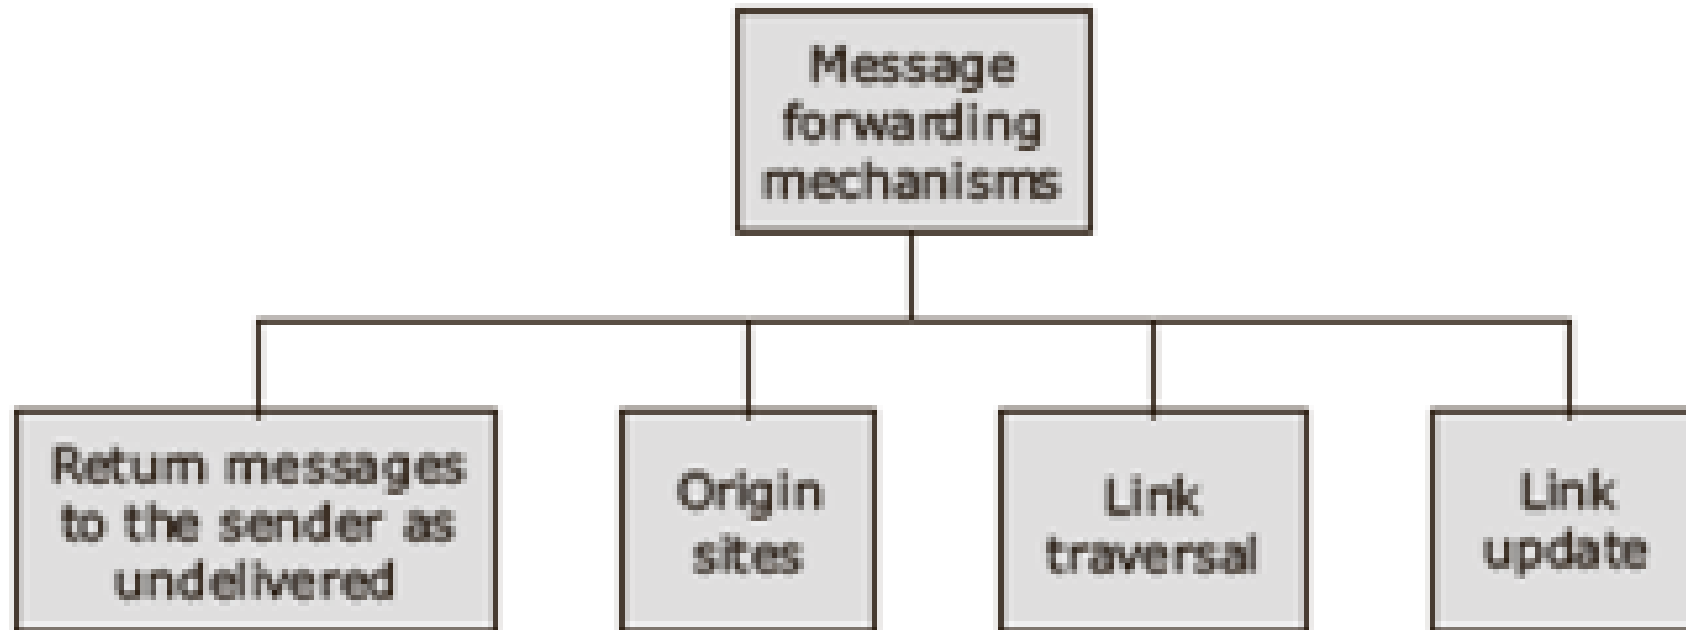 Message
forwarding
mechanisms
Return messages
to the sender as
undelivered
Origin
sites
Link
traversal
Link
update